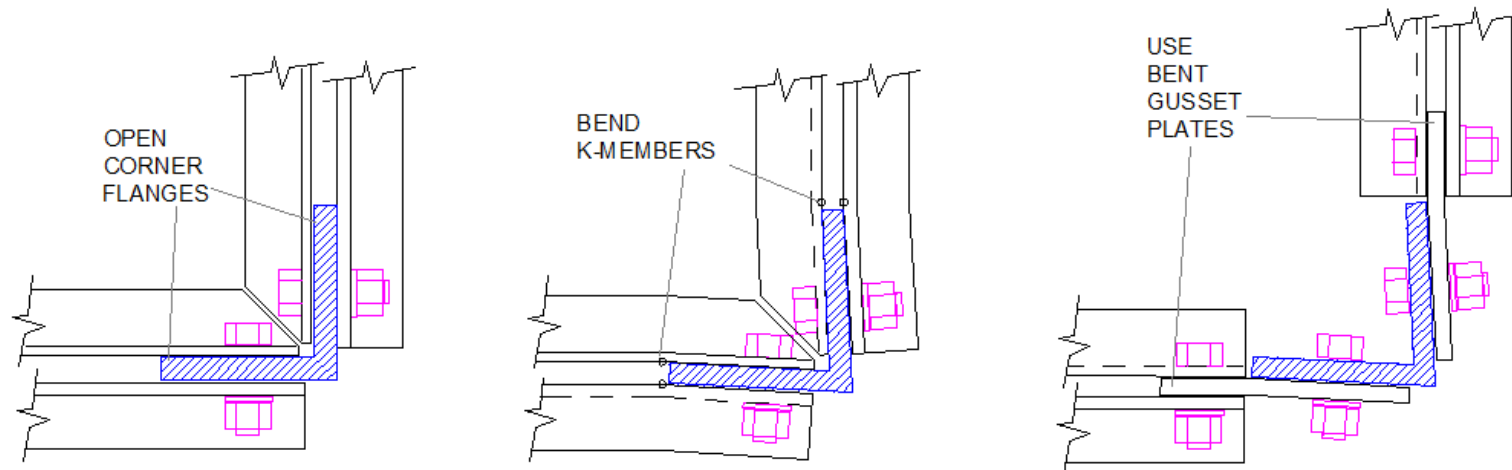 OPEN
CORNER
FLANGES
BEND
K-MEMBERS
USE
BENT
GUSSET
PLATES